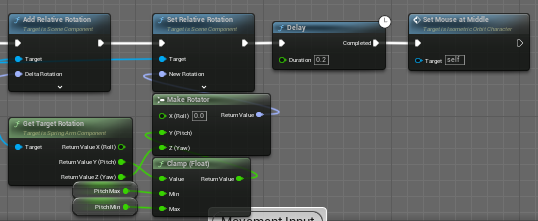 Add Relative Rotation
Target is Scene Component
Target
Delta Rotation
Set Relative Rotation
Target is Scene Component
Target
New Rotation
Delay
Completed
Duration 0.2
Set Mouse at Middle
Target is Isometric Orbit Character
Target self
Make Rotator
X (Roll) 0.0
Return Value
Y (Pitch)
Z (Yaw)
Get Target Rotation
Target is Spring Arm Component
Target
Return Value X (Roll)
Return Value Y (Pitch)
Return Value Z (Yaw)
Clamp (Float)
Value
Return Value
Min
Max
PitchMax
PitchMin
Movement Input